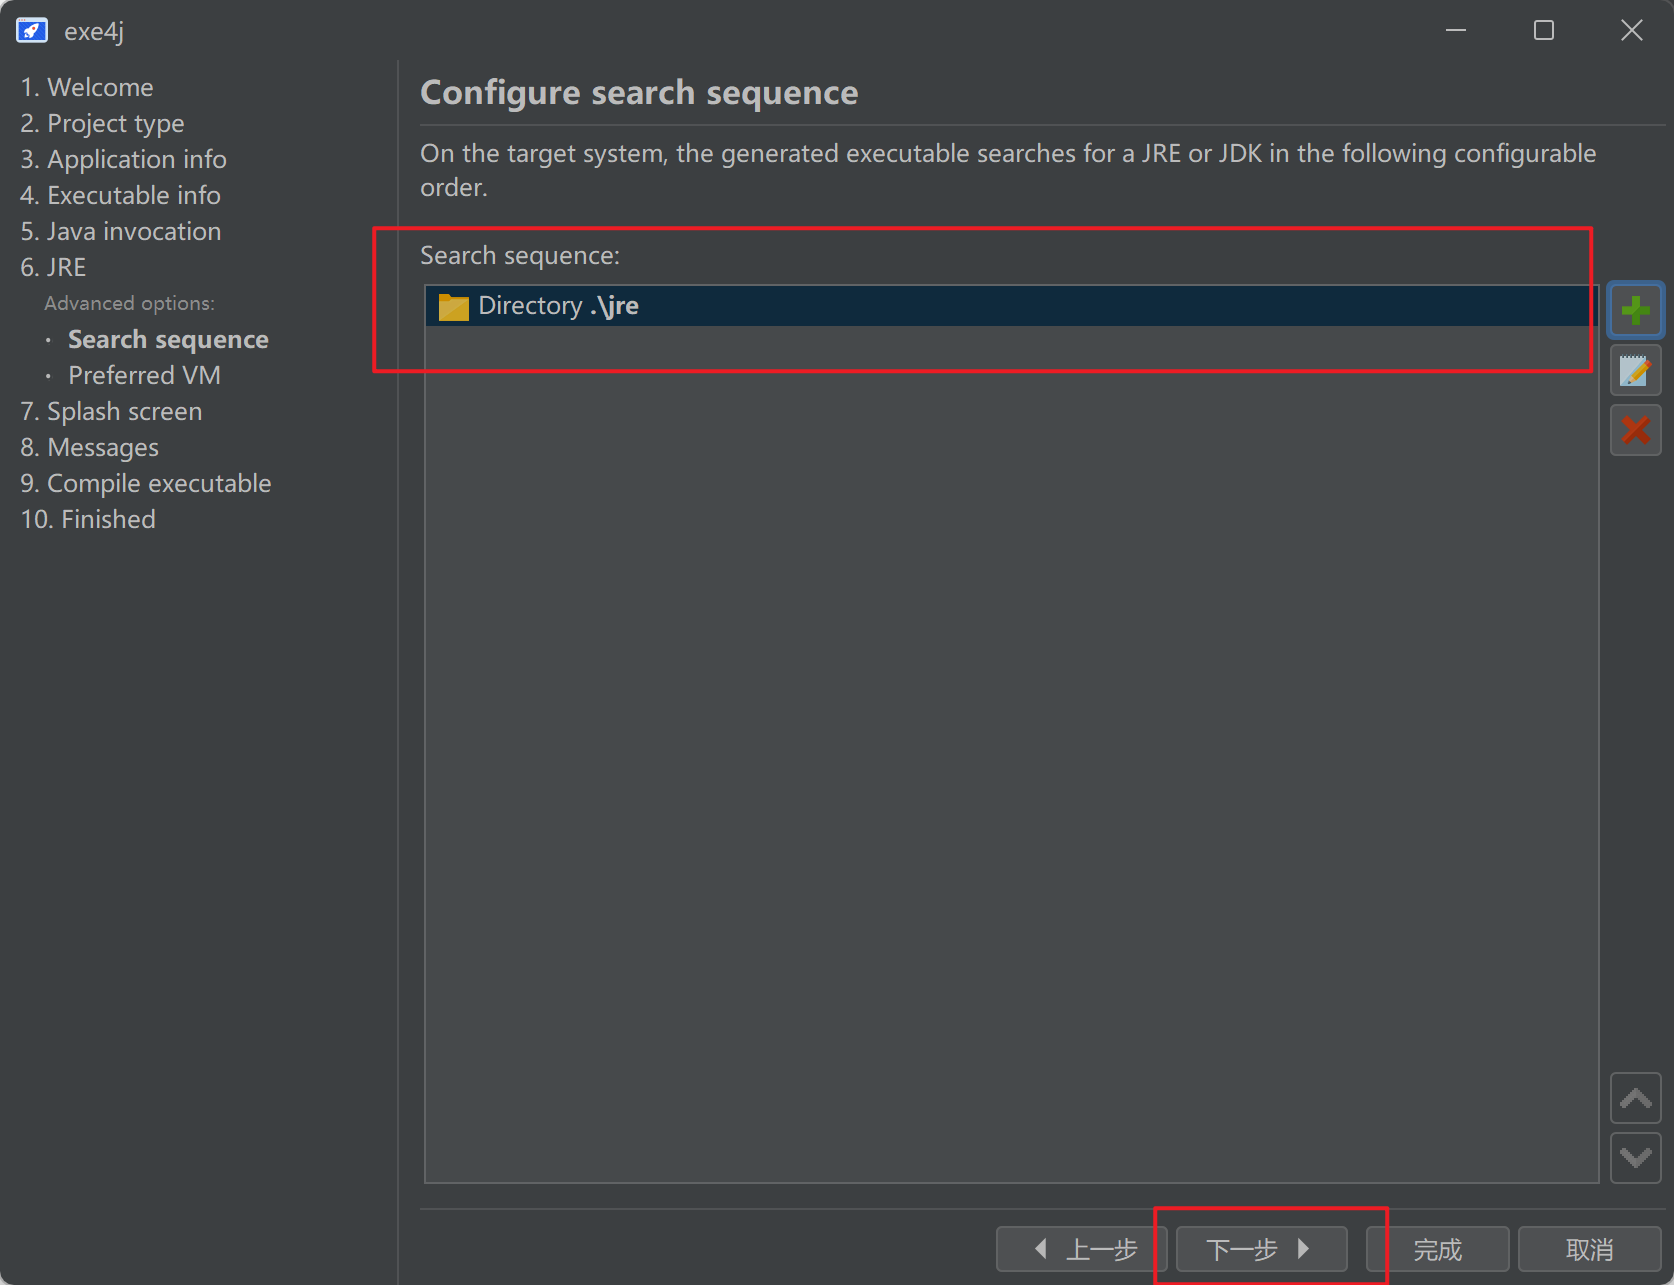 exe4j
1. Welcome
2. Project type
3. Application info
4. Executable info
5. Java invocation
6. JRE
Advanced options:
· Search sequence
· Preferred VM
7. Splash screen
8. Messages
9. Compile executable
10. Finished
Configure search sequence
On the target system, the generated executable searches for a JRE or JDK in the following configurable
order.
Search sequence:
Directory .\jre
上一步
下一步
完成
取消